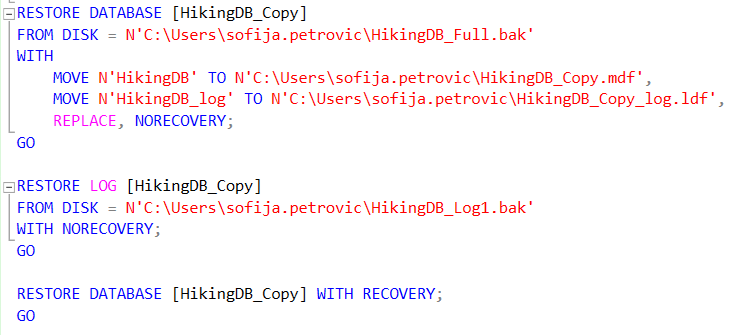 RESTORE DATABASE [HikingDB_Copy]
FROM DISK = N'C:\Users\sofija.petrovic\HikingDB_Full.bak'
WITH
    MOVE N'HikingDB' TO N'C:\Users\sofija.petrovic\HikingDB_Copy.mdf',
    MOVE N'HikingDB_log' TO N'C:\Users\sofija.petrovic\HikingDB_Copy_log.ldf',
    REPLACE, NORECOVERY;
GO

RESTORE LOG [HikingDB_Copy]
FROM DISK = N'C:\Users\sofija.petrovic\HikingDB_Log1.bak'
WITH NORECOVERY;
GO

RESTORE DATABASE [HikingDB_Copy] WITH RECOVERY;
GO